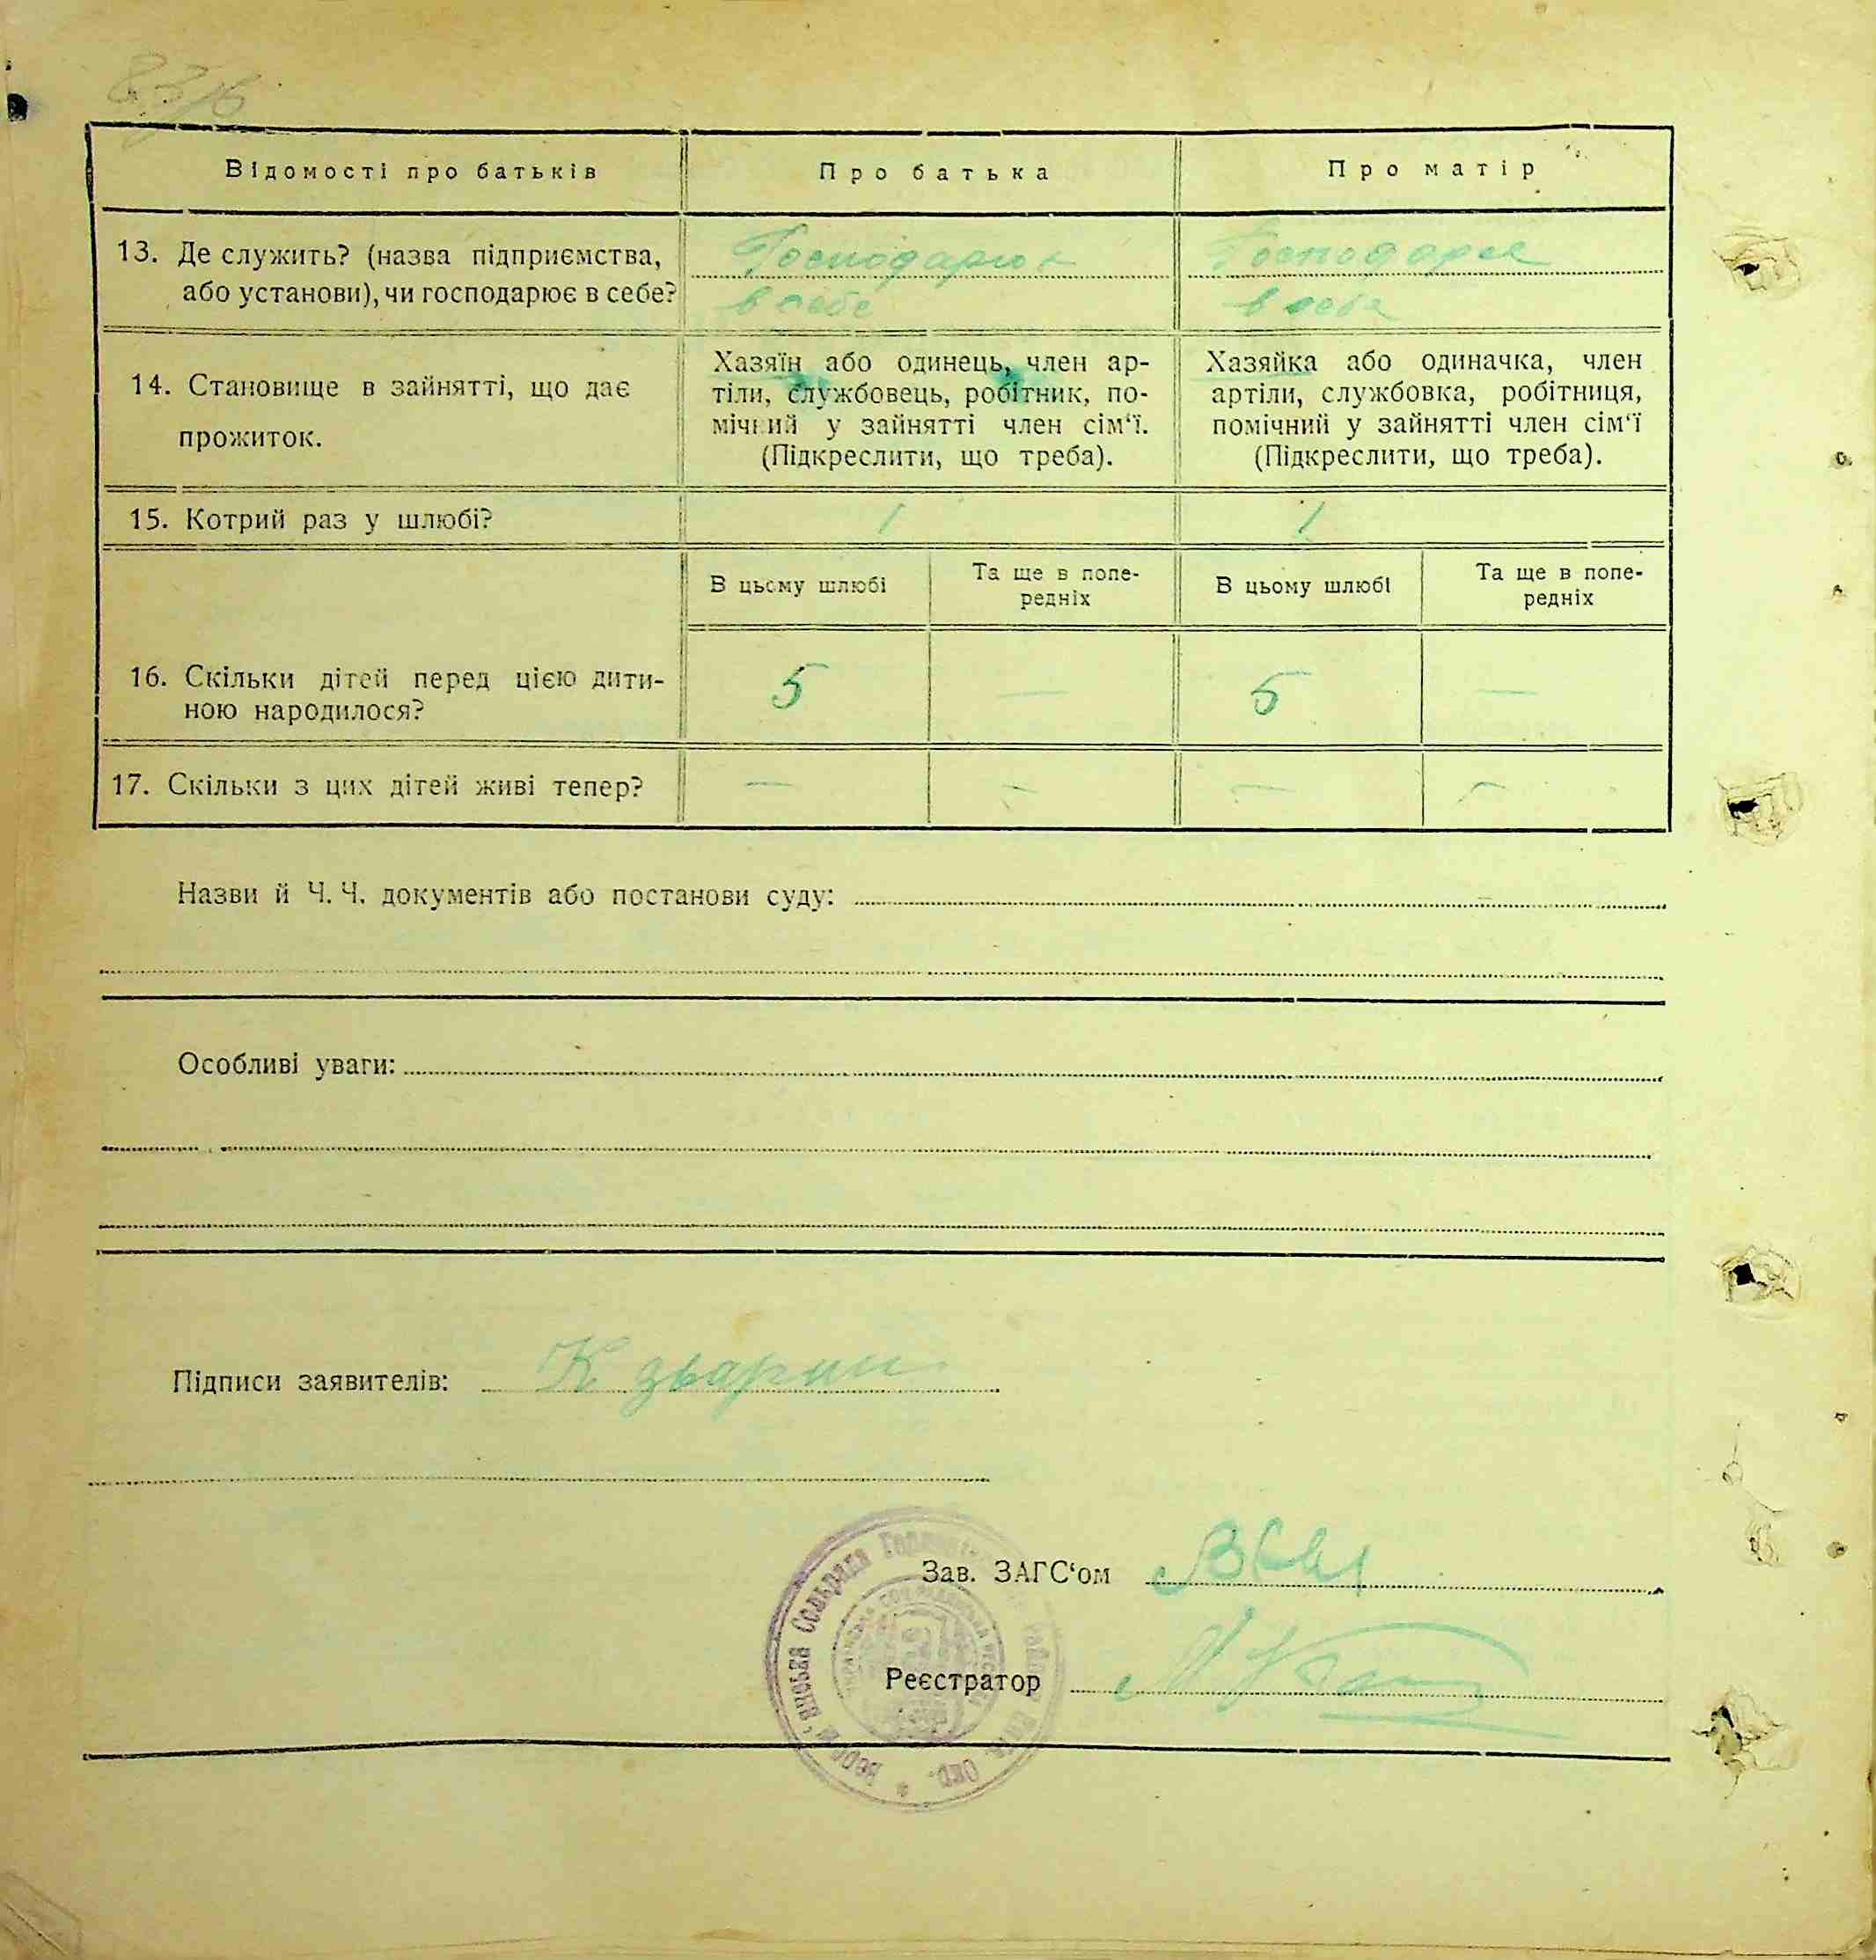 Відомості про батьків
Про батька
Про матір
13. Де служить? (назва підприємства,
або установи), чи господарює в себе?
Господарює
в себе
Господарює
в себе
14. Становище в зайнятті, що дає
прожиток.
Хазяїн або одинець, член ар-
тіли, службовець, робітник, по-
мічний у зайнятті член сім'ї.
(Підкреслити, що треба).
Хазяйка або одиначка, член
артіли, службовка, робітниця,
помічний у зайнятті член сім'ї
(Підкреслити, що треба).
15. Котрий раз у шлюбі?
1
1
В цьому шлюбі
Та ще в попе-
редніх
В цьому шлюбі
Та ще в попе-
редніх
16. Скільки дітей перед цією дити-
ною народилося?
5
—
5
—
17. Скільки з цих дітей живі тепер?
—
—
—
—
Назви й Ч. Ч. документів або постанови суду:
Особливі уваги:
Підписи заявителів: К зварич
Зав. ЗАГС'ом
Реєстратор
Сельрада